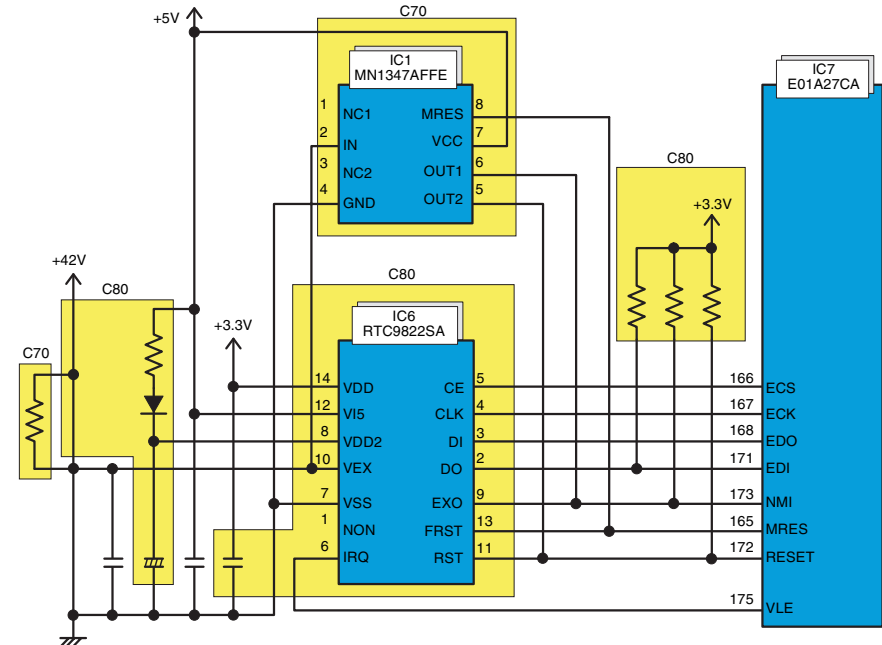 C70
+5V
IC1
MN1347AFFE
IC7
E01A27CA
1
NC1
MRES
8
2
IN
VCC
7
3
NC2
OUT1
6
4
GND
OUT2
5
C80
+3.3V
+42V
C80
C80
IC6
RTC9822SA
+3.3V
C70
14
VDD
CE
5
166
ECS
12
VI5
CLK
4
167
ECK
8
VDD2
DI
3
168
EDO
10
VEX
DO
2
171
EDI
7
VSS
EXO
9
173
NMI
1
NON
FRST
13
165
MRES
6
IRQ
RST
11
172
RESET
175
VLE